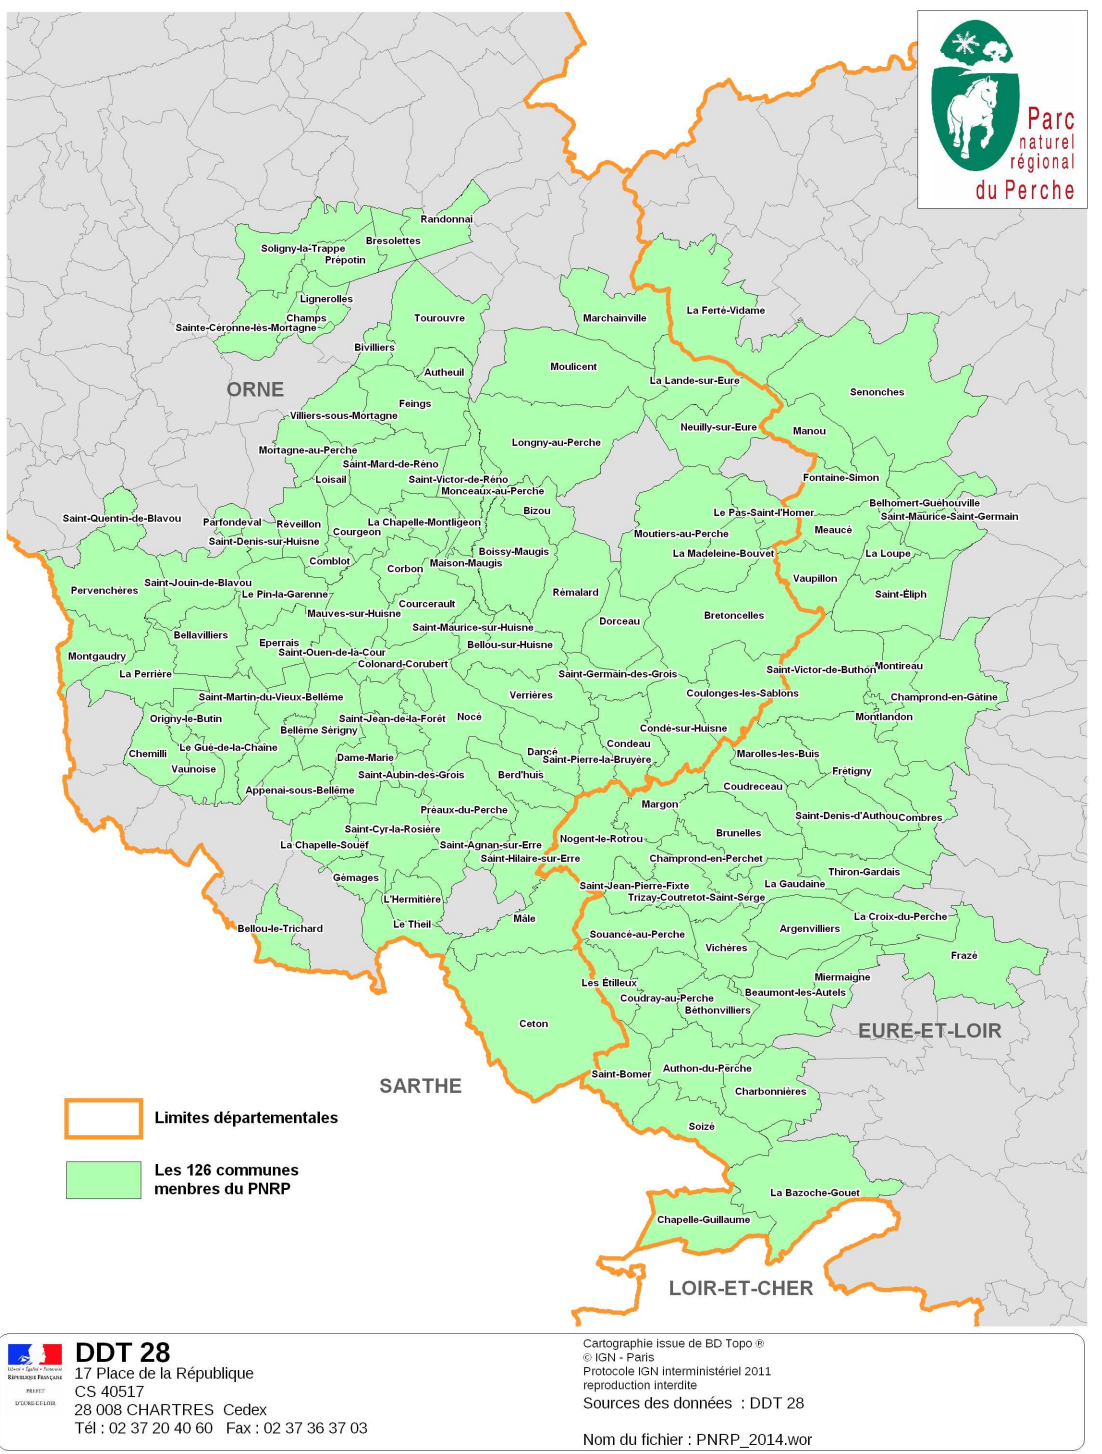 Parc
naturel
régional
du Perche
Randonnai
Bresolettes
Soligny-la-Trappe
Prépotin
Lignerolles
Champs
Sainte-Céronne-lès-Mortagne
Tourouvre
Marchainville
La Ferté-Vidame
Bivilliers
Autheuil
Moulicent
La Lande-sur-Eure
Senonches
ORNE
Feings
Villiers-sous-Mortagne
Neuilly-sur-Eure
Manou
Longny-au-Perche
Mortagne-au-Perche
Saint-Mard-de-Réno
Loisail
Saint-Victor-de-Réno
Monceaux-au-Perche
Fontaine-Simon
Belhomert-Guéhouville
Saint-Maurice-Saint-Germain
Bizou
Le Pas-Saint-l'Homer
Saint-Quentin-de-Blavou
Parfondeval
Réveillon
La Chapelle-Montligeon
Courgeon
Moutiers-au-Perche
Meaucé
Saint-Denis-sur-Huisne
Boissy-Maugis
La Madeleine-Bouvet
La Loupe
Comblot
Corbon
Maison-Maugis
Vaupillon
Pervenchères
Saint-Jouin-de-Blavou
Le Pin-la-Garenne
Rémalard
Saint-Éliph
Courcerault
Mauves-sur-Huisne
Dorceau
Bretoncelles
Saint-Maurice-sur-Huisne
Bellavilliers
Eperrais
Saint-Ouen-de-la-Cour
Bellou-sur-Huisne
Montgaudry
Colonard-Corubert
La Perrière
Saint-Germain-des-Grois
Saint-Victor-de-Buthon
Montireau
Saint-Martin-du-Vieux-Bellême
Verrières
Coulonges-les-Sablons
Champrond-en-Gâtine
Origny-le-Butin
Saint-Jean-de-la-Forêt
Nocé
Montlandon
Bellême Sérigny
Condé-sur-Huisne
Chemilli
Le Gué-de-la-Chaine
Condeau
Dancé
Marolles-les-Buis
Vaunoise
Dame-Marie
Saint-Pierre-la-Bruyère
Saint-Aubin-des-Grois
Berd'huis
Frétigny
Appenai-sous-Bellême
Coudreceau
Préaux-du-Perche
Margon
Saint-Denis-d'Authou
Combres
Saint-Cyr-la-Rosière
Nogent-le-Rotrou
Brunelles
La Chapelle-Souëf
Saint-Agnan-sur-Erre
Saint-Hilaire-sur-Erre
Champrond-en-Perchet
Gémages
Thiron-Gardais
Saint-Jean-Pierre-Fixte
La Gaudaine
L'Hermitière
Trizay-Coutretot-Saint-Serge
Le Theil
Mâle
La Croix-du-Perche
Bellou-le-Trichard
Souancé-au-Perche
Argenvilliers
Vichères
Frazé
Les Étilleux
Miermaigne
Coudray-au-Perche
Beaumont-les-Autels
Béthonvilliers
Ceton
EURE-ET-LOIR
SARTHE
Saint-Bomer
Authon-du-Perche
Charbonnières
Soizé
Limites départementales
Les 126 communes
menbres du PNRP
La Bazoche-Gouet
Chapelle-Guillaume
LOIR-ET-CHER
DDT 28
17 Place de la République
CS 40517
28 008 CHARTRES Cedex
Tél : 02 37 20 40 60 Fax : 02 37 36 37 03
Liberté • Égalité • Fraternité
RÉPUBLIQUE FRANÇAISE
PREFET
D'EURE-ET-LOIR
Cartographie issue de BD Topo ®
© IGN - Paris
Protocole IGN interministériel 2011
reproduction interdite
Sources des données : DDT 28
Nom du fichier : PNRP_2014.wor